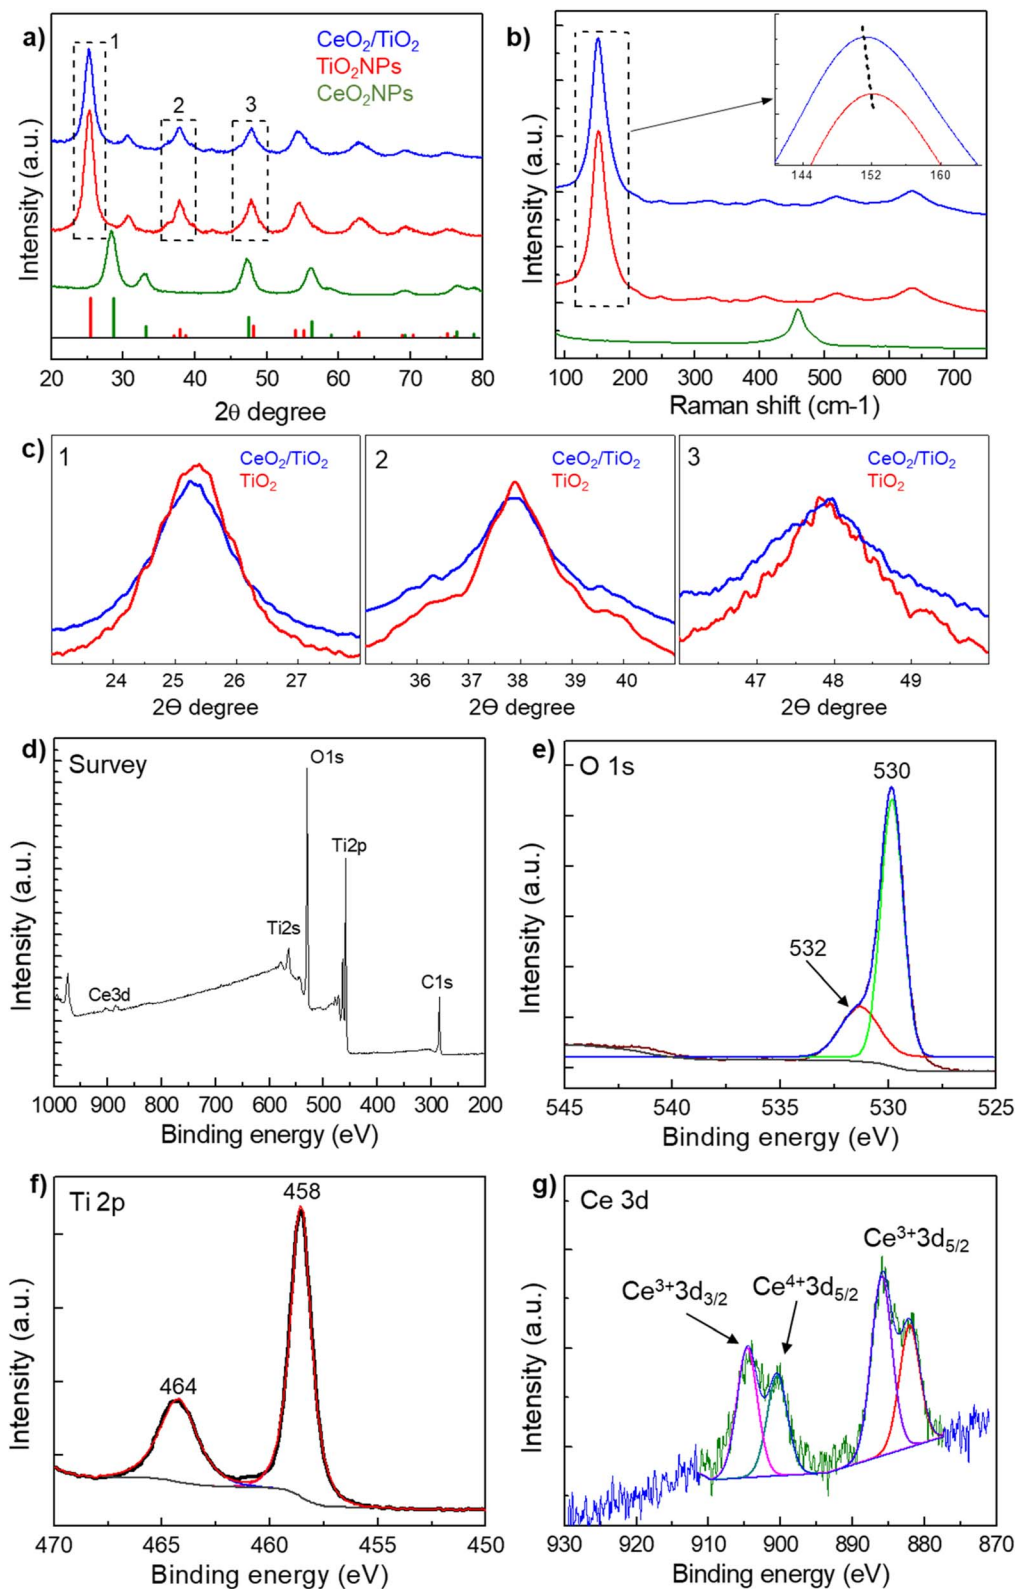 a)
1
CeO₂/TiO₂
TiO₂NPs
CeO₂NPs
2
3
Intensity (a.u.)
20 30 40 50 60 70 80
2θ degree
b)
144 152 160
Intensity (a.u.)
100 200 300 400 500 600 700
Raman shift (cm-1)
c)
1
CeO₂/TiO₂
TiO₂
24 25 26 27
2Θ degree
2
CeO₂/TiO₂
TiO₂
36 37 38 39 40
2Θ degree
3
CeO₂/TiO₂
TiO₂
47 48 49
2Θ degree
d)
Survey
O1s
Ti2p
Ti2s
Ce3d
C1s
Intensity (a.u.)
1000 900 800 700 600 500 400 300 200
Binding energy (eV)
e)
O 1s
530
532
Intensity (a.u.)
545 540 535 530 525
Binding energy (eV)
f)
Ti 2p
458
464
Intensity (a.u.)
470 465 460 455 450
Binding energy (eV)
g)
Ce 3d
Ce³⁺3d₅/₂
Ce³⁺3d₃/₂
Ce⁴⁺3d₅/₂
Intensity (a.u.)
930 920 910 900 890 880 870
Binding energy (eV)